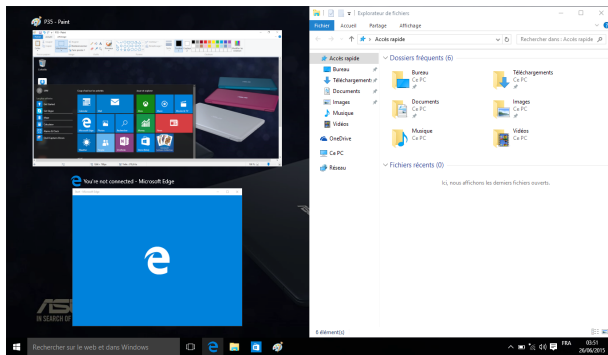 P35 - Paint
You're not connected - Microsoft Edge
IN SEARCH OF
Explorateur de fichiers
Fichier Accueil Partage Affichage
Accès rapide
Rechercher dans : Accès rapide
Accès rapide
Bureau
Téléchargements
Documents
Images
Musique
Vidéos
OneDrive
Ce PC
Réseau
Dossiers fréquents (6)
Bureau
Ce PC
Téléchargements
Ce PC
Documents
Ce PC
Images
Ce PC
Musique
Ce PC
Vidéos
Ce PC
Fichiers récents (0)
Ici, nous affichons les derniers fichiers ouverts.
0 élément(s)
Rechercher sur le web et dans Windows
FRA
03:51
26/06/2015